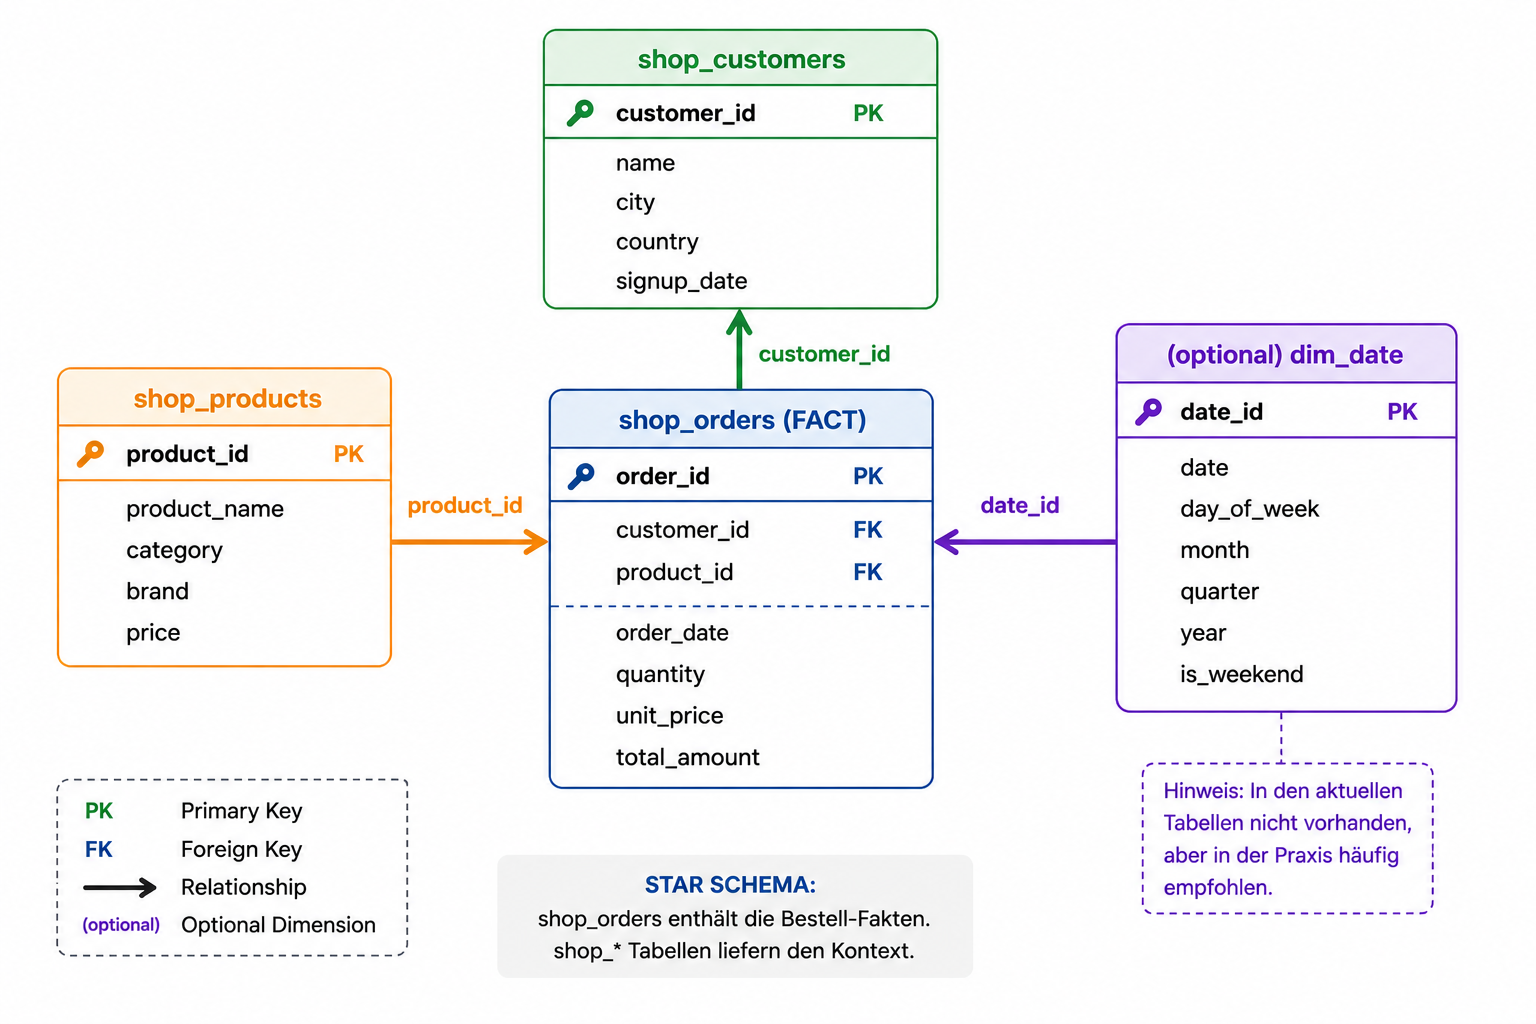 shop_customers
customer_id PK
name
city
country
signup_date
customer_id
shop_products
product_id PK
product_name
category
brand
price
product_id
shop_orders (FACT)
order_id PK
customer_id FK
product_id FK
order_date
quantity
unit_price
total_amount
date_id
(optional) dim_date
date_id PK
date
day_of_week
month
quarter
year
is_weekend
Hinweis: In den aktuellen
Tabellen nicht vorhanden,
aber in der Praxis häufig
empfohlen.
PK Primary Key
FK Foreign Key
Relationship
(optional) Optional Dimension
STAR SCHEMA:
shop_orders enthält die Bestell-Fakten.
shop_* Tabellen liefern den Kontext.